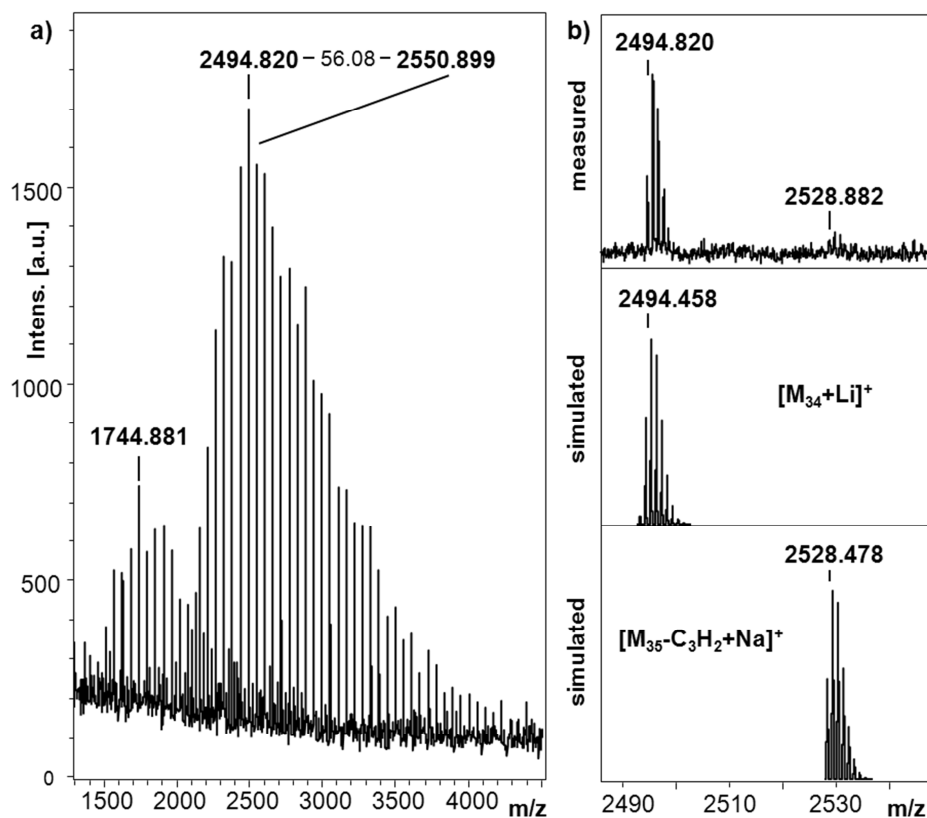 a)
2494.820 – 56.08 – 2550.899
1744.881
Intens. [a.u.]
1500
1000
500
0
1500 2000 2500 3000 3500 4000 m/z
b)
2494.820
2528.882
measured
2494.458
[M₃₄+Li]⁺
simulated
2528.478
[M₃₅-C₃H₂+Na]⁺
simulated
2490 2510 2530 m/z